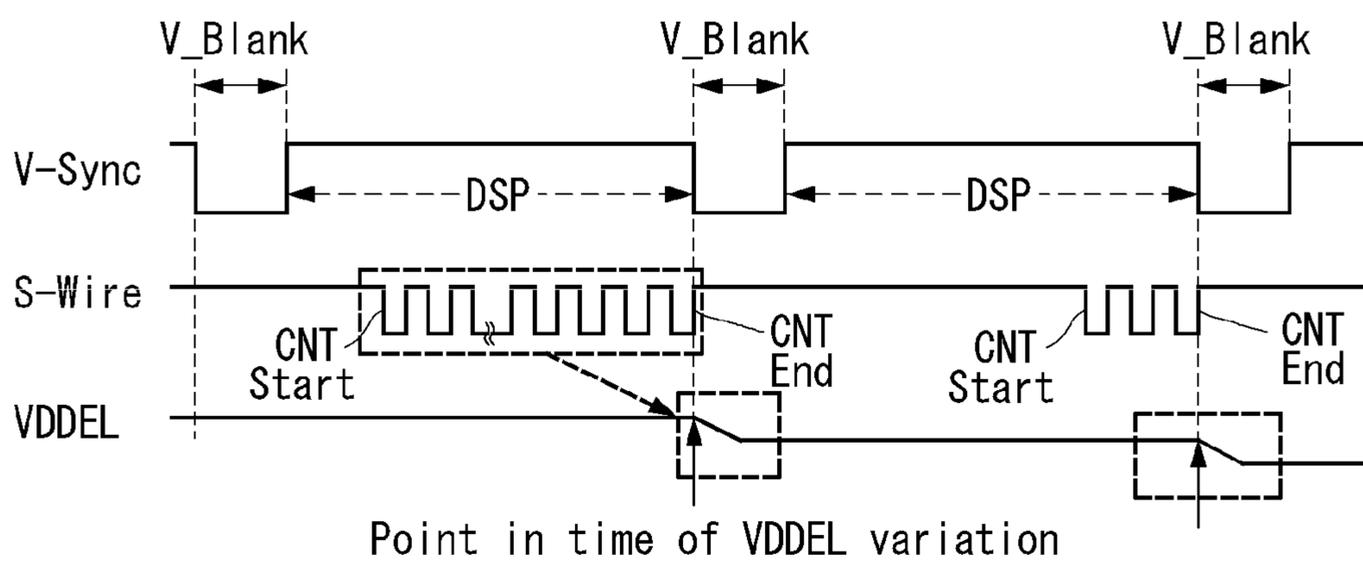 V_Blank V_Blank V_Blank
V-Sync
DSP DSP
S-Wire
CNT
Start
CNT
End
CNT
Start
CNT
End
VDDEL
Point in time of VDDEL variation